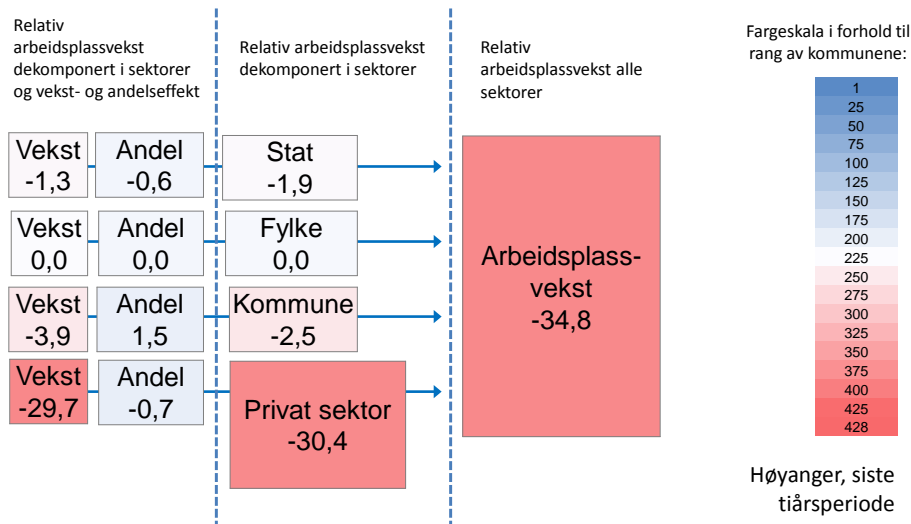 Relativ
arbeidsplassvekst
dekomponert i sektorer
og vekst- og andelseffekt
Relativ arbeidsplassvekst
dekomponert i sektorer
Relativ
arbeidsplassvekst alle
sektorer
Fargeskala i forhold til
rang av kommunene:
Vekst
-1,3
Andel
-0,6
Stat
-1,9
Vekst
0,0
Andel
0,0
Fylke
0,0
Vekst
-3,9
Andel
1,5
Kommune
-2,5
Vekst
-29,7
Andel
-0,7
Privat sektor
-30,4
Arbeidsplass-
vekst
-34,8
1
25
50
75
100
125
150
175
200
225
250
275
300
325
350
375
400
425
428
Høyanger, siste
tiårsperiode